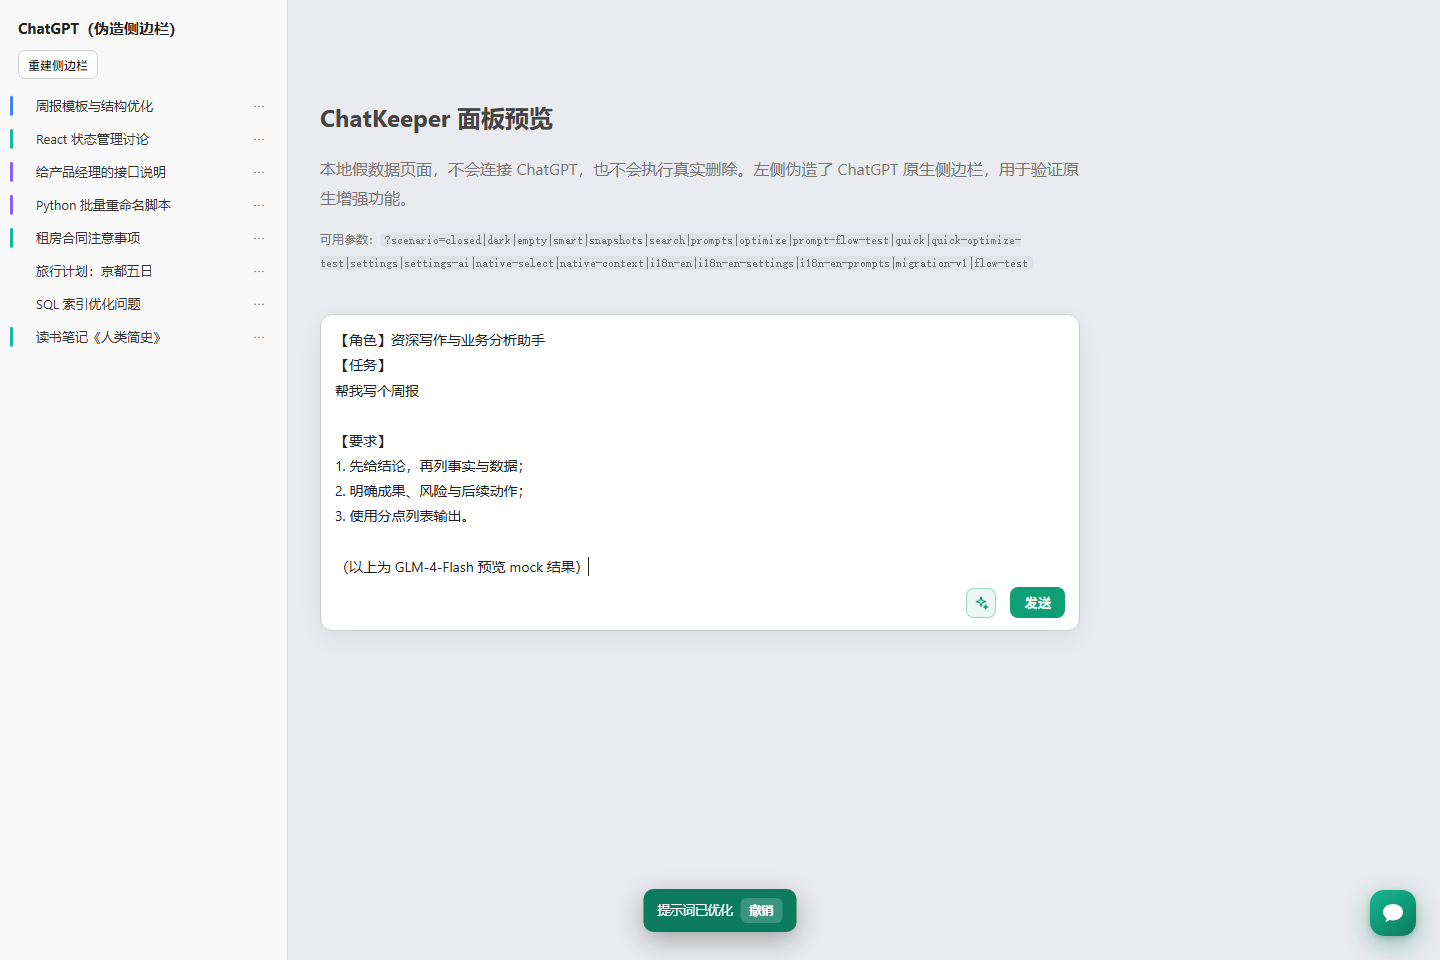 ChatGPT（伪造侧边栏）
重建侧边栏
周报模板与结构优化
React 状态管理讨论
给产品经理的接口说明
Python 批量重命名脚本
租房合同注意事项
旅行计划：京都五日
SQL 索引优化问题
读书笔记《人类简史》
ChatKeeper 面板预览
本地假数据页面，不会连接 ChatGPT，也不会执行真实删除。左侧伪造了 ChatGPT 原生侧边栏，用于验证原
生增强功能。
可用参数： ?scenario=closed|dark|empty|smart|snapshots|search|prompts|optimize|prompt-flow-test|quick|quick-optimize-
test|settings|settings-ai|native-select|native-context|i18n-en|i18n-en-settings|i18n-en-prompts|migration-v1|flow-test
【角色】资深写作与业务分析助手
【任务】
帮我写个周报
【要求】
1. 先给结论，再列事实与数据；
2. 明确成果、风险与后续动作；
3. 使用分点列表输出。
（以上为 GLM-4-Flash 预览 mock 结果）
发送
提示词已优化 撤销